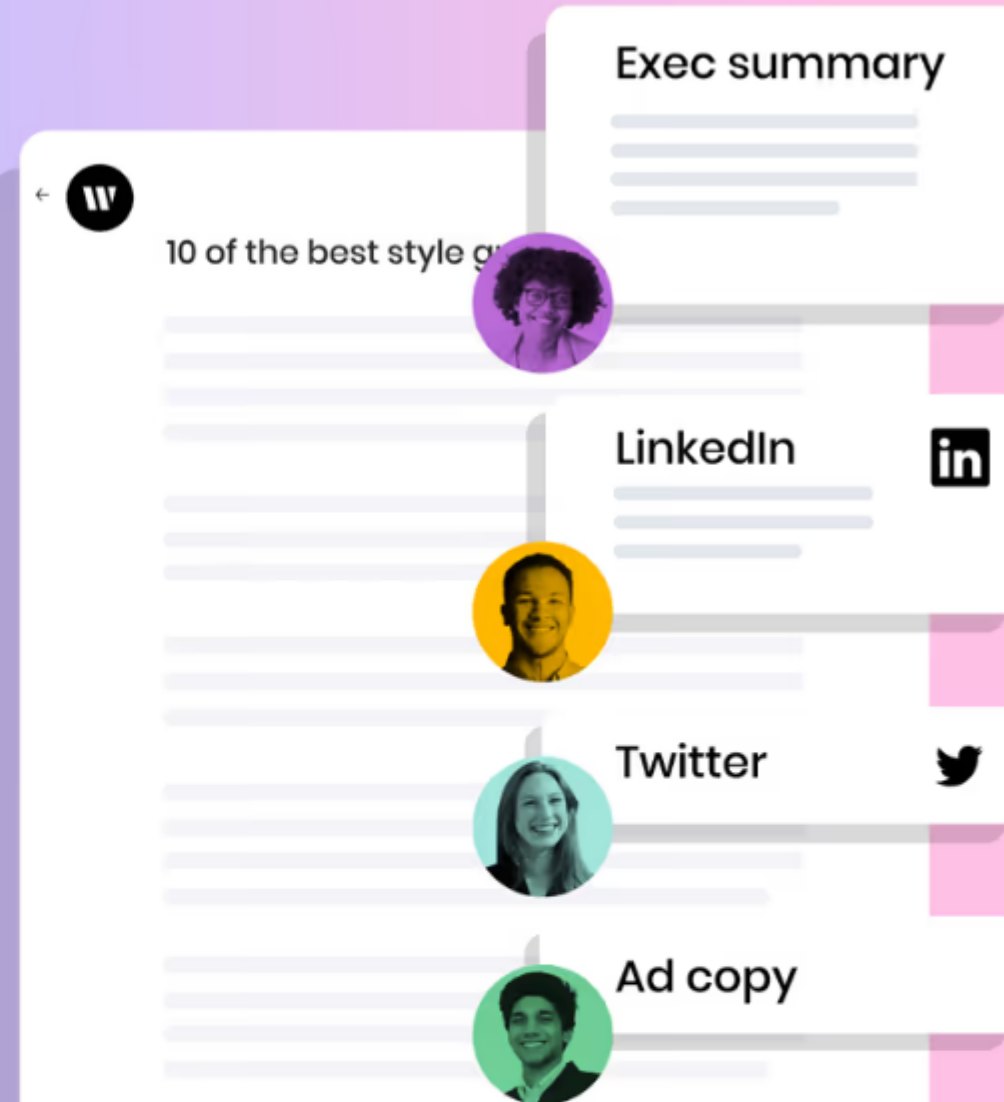 Exec summary
10 of the best style
LinkedIn
in
Twitter
Ad copy